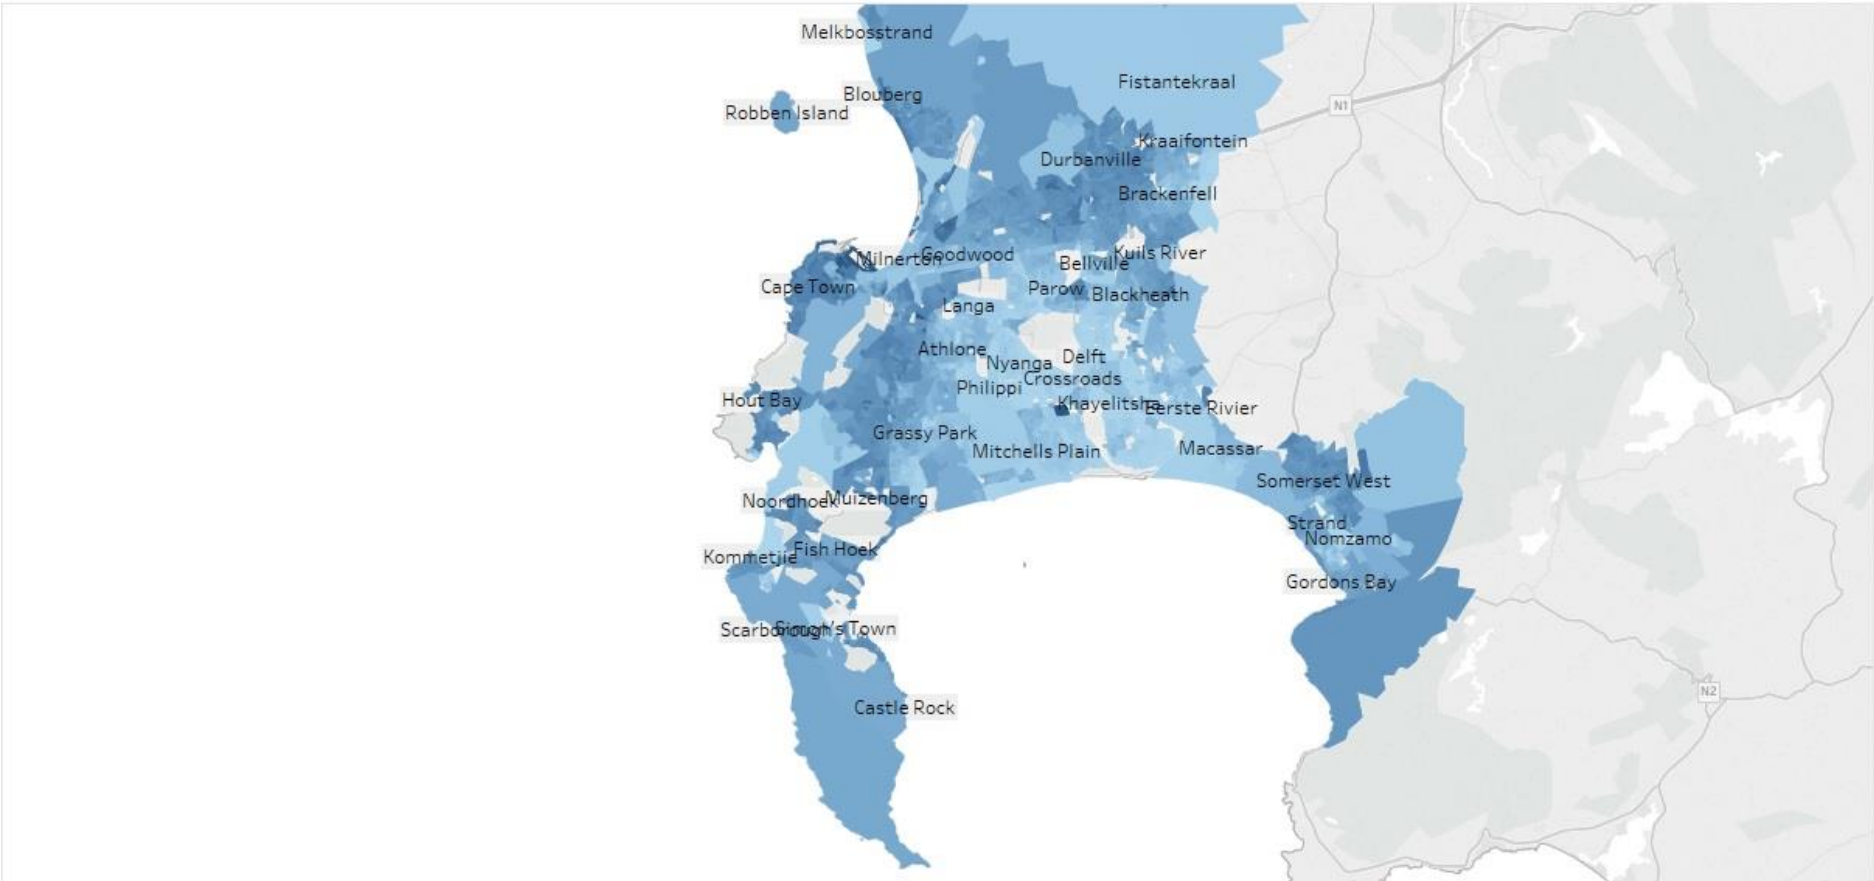 Melkbosstrand
Fistantekraal
Blouberg
N1
Robben Island
Kraaifontein
Durbanville
Brackenfell
Milnerton
Goodwood
Bellville
Kuils River
Cape Town
Parow
Blackheath
Langa
Athlone
Nyanga
Delft
Crossroads
Philippi
Hout Bay
Khayelitsha
Eerste Rivier
Grassy Park
Mitchells Plain
Macassar
Somerset West
Noordhoek
Muizenberg
Strand
Nomzamo
Kommetjie
Fish Hoek
Gordons Bay
Scarborough
Simon's Town
N2
Castle Rock